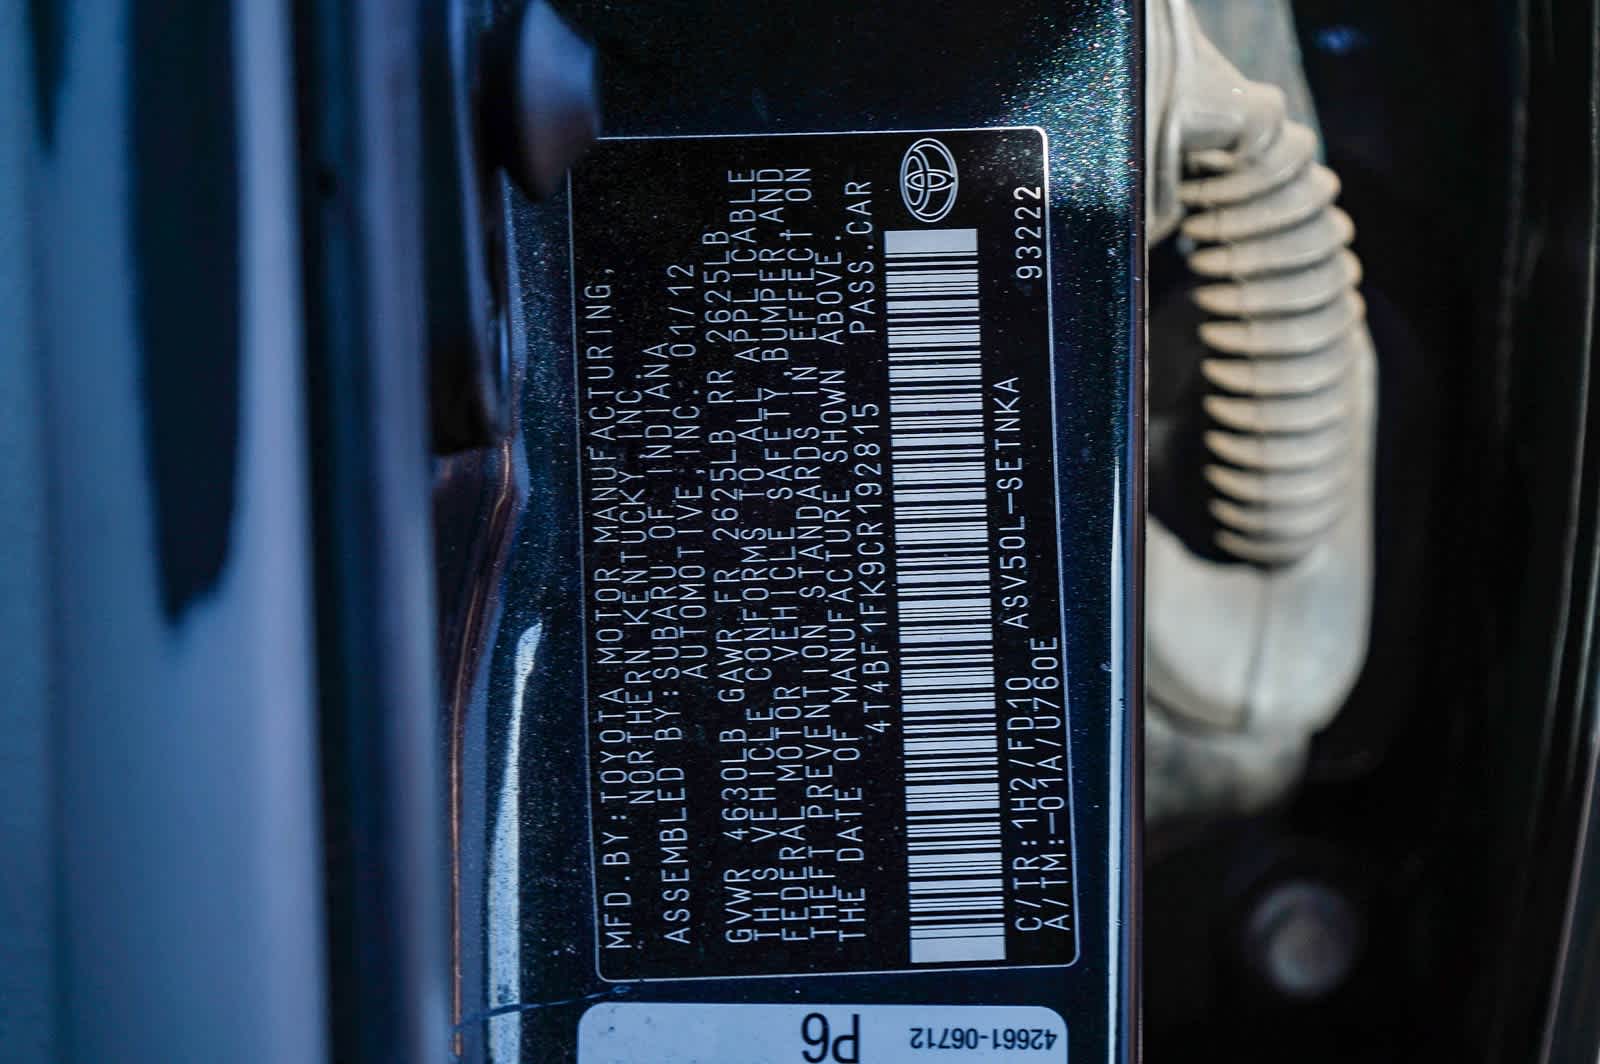 MFD.BY:TOYOTA MOTOR MANUFACTURING,
NORTHERN KENTUCKY,INC.
ASSEMBLED BY:SUBARU OF INDIANA
AUTOMOTIVE,INC. 01/12
GVWR 4630LB GAWR FR 2625LB RR 2625LB
THIS VEHICLE CONFORMS TO ALL APPLICABLE
FEDERAL MOTOR VEHICLE SAFETY,BUMPER,AND
THEFT PREVENTION STANDARDS IN EFFECT ON
THE DATE OF MANUFACTURE SHOWN ABOVE.
4T4BF1FK9CR192815 PASS.CAR
93222
C/TR:1H2/FD10 ASV50L-SETNKA
A/TM:-01A/U760E
P6
42661-06712